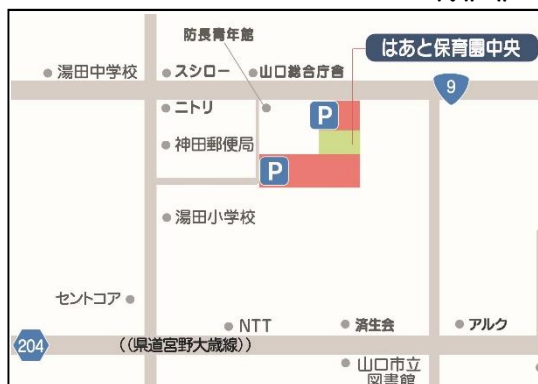 防長青年館
はあと保育園中央
湯田中学校
スシロー
山口総合庁舎
9
ニトリ
P
神田郵便局
P
湯田小学校
セントコア
NTT
済生会
アルク
204
((県道宮野大歳線))
山口市立
図書館